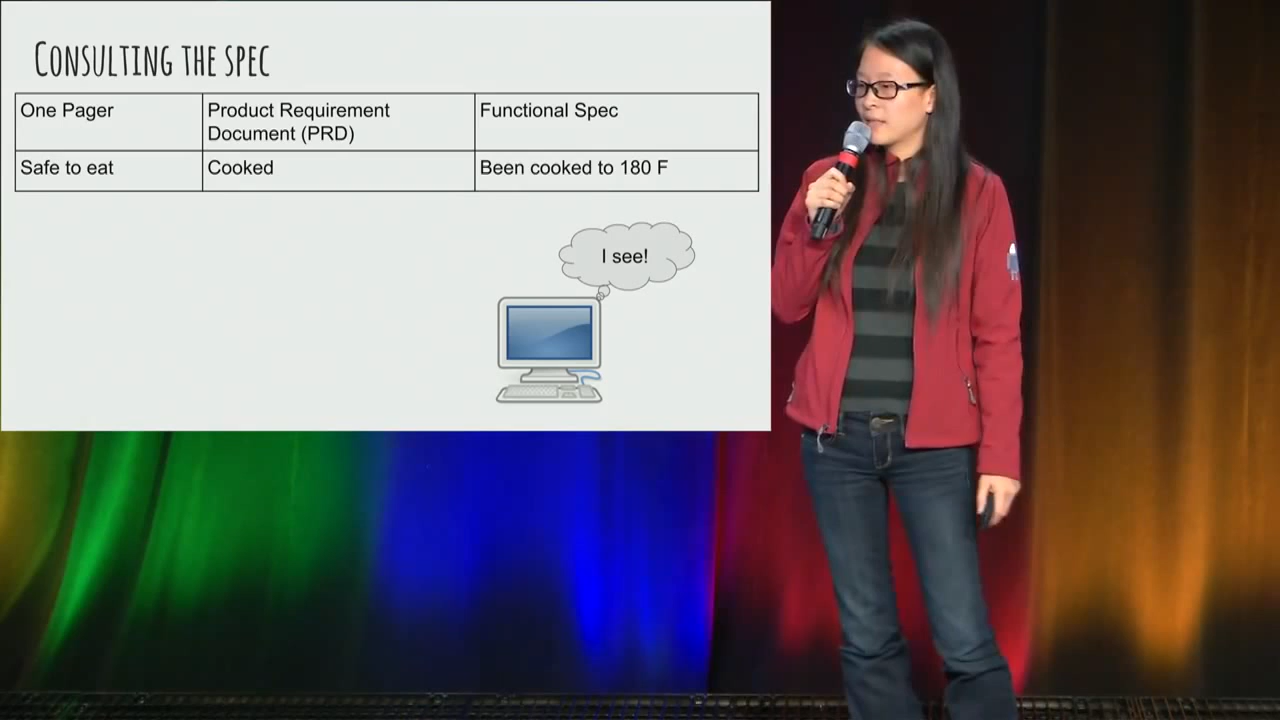 CONSULTING THE SPEC
One Pager
Product Requirement
Document (PRD)
Functional Spec
Safe to eat
Cooked
Been cooked to 180 F
I see!